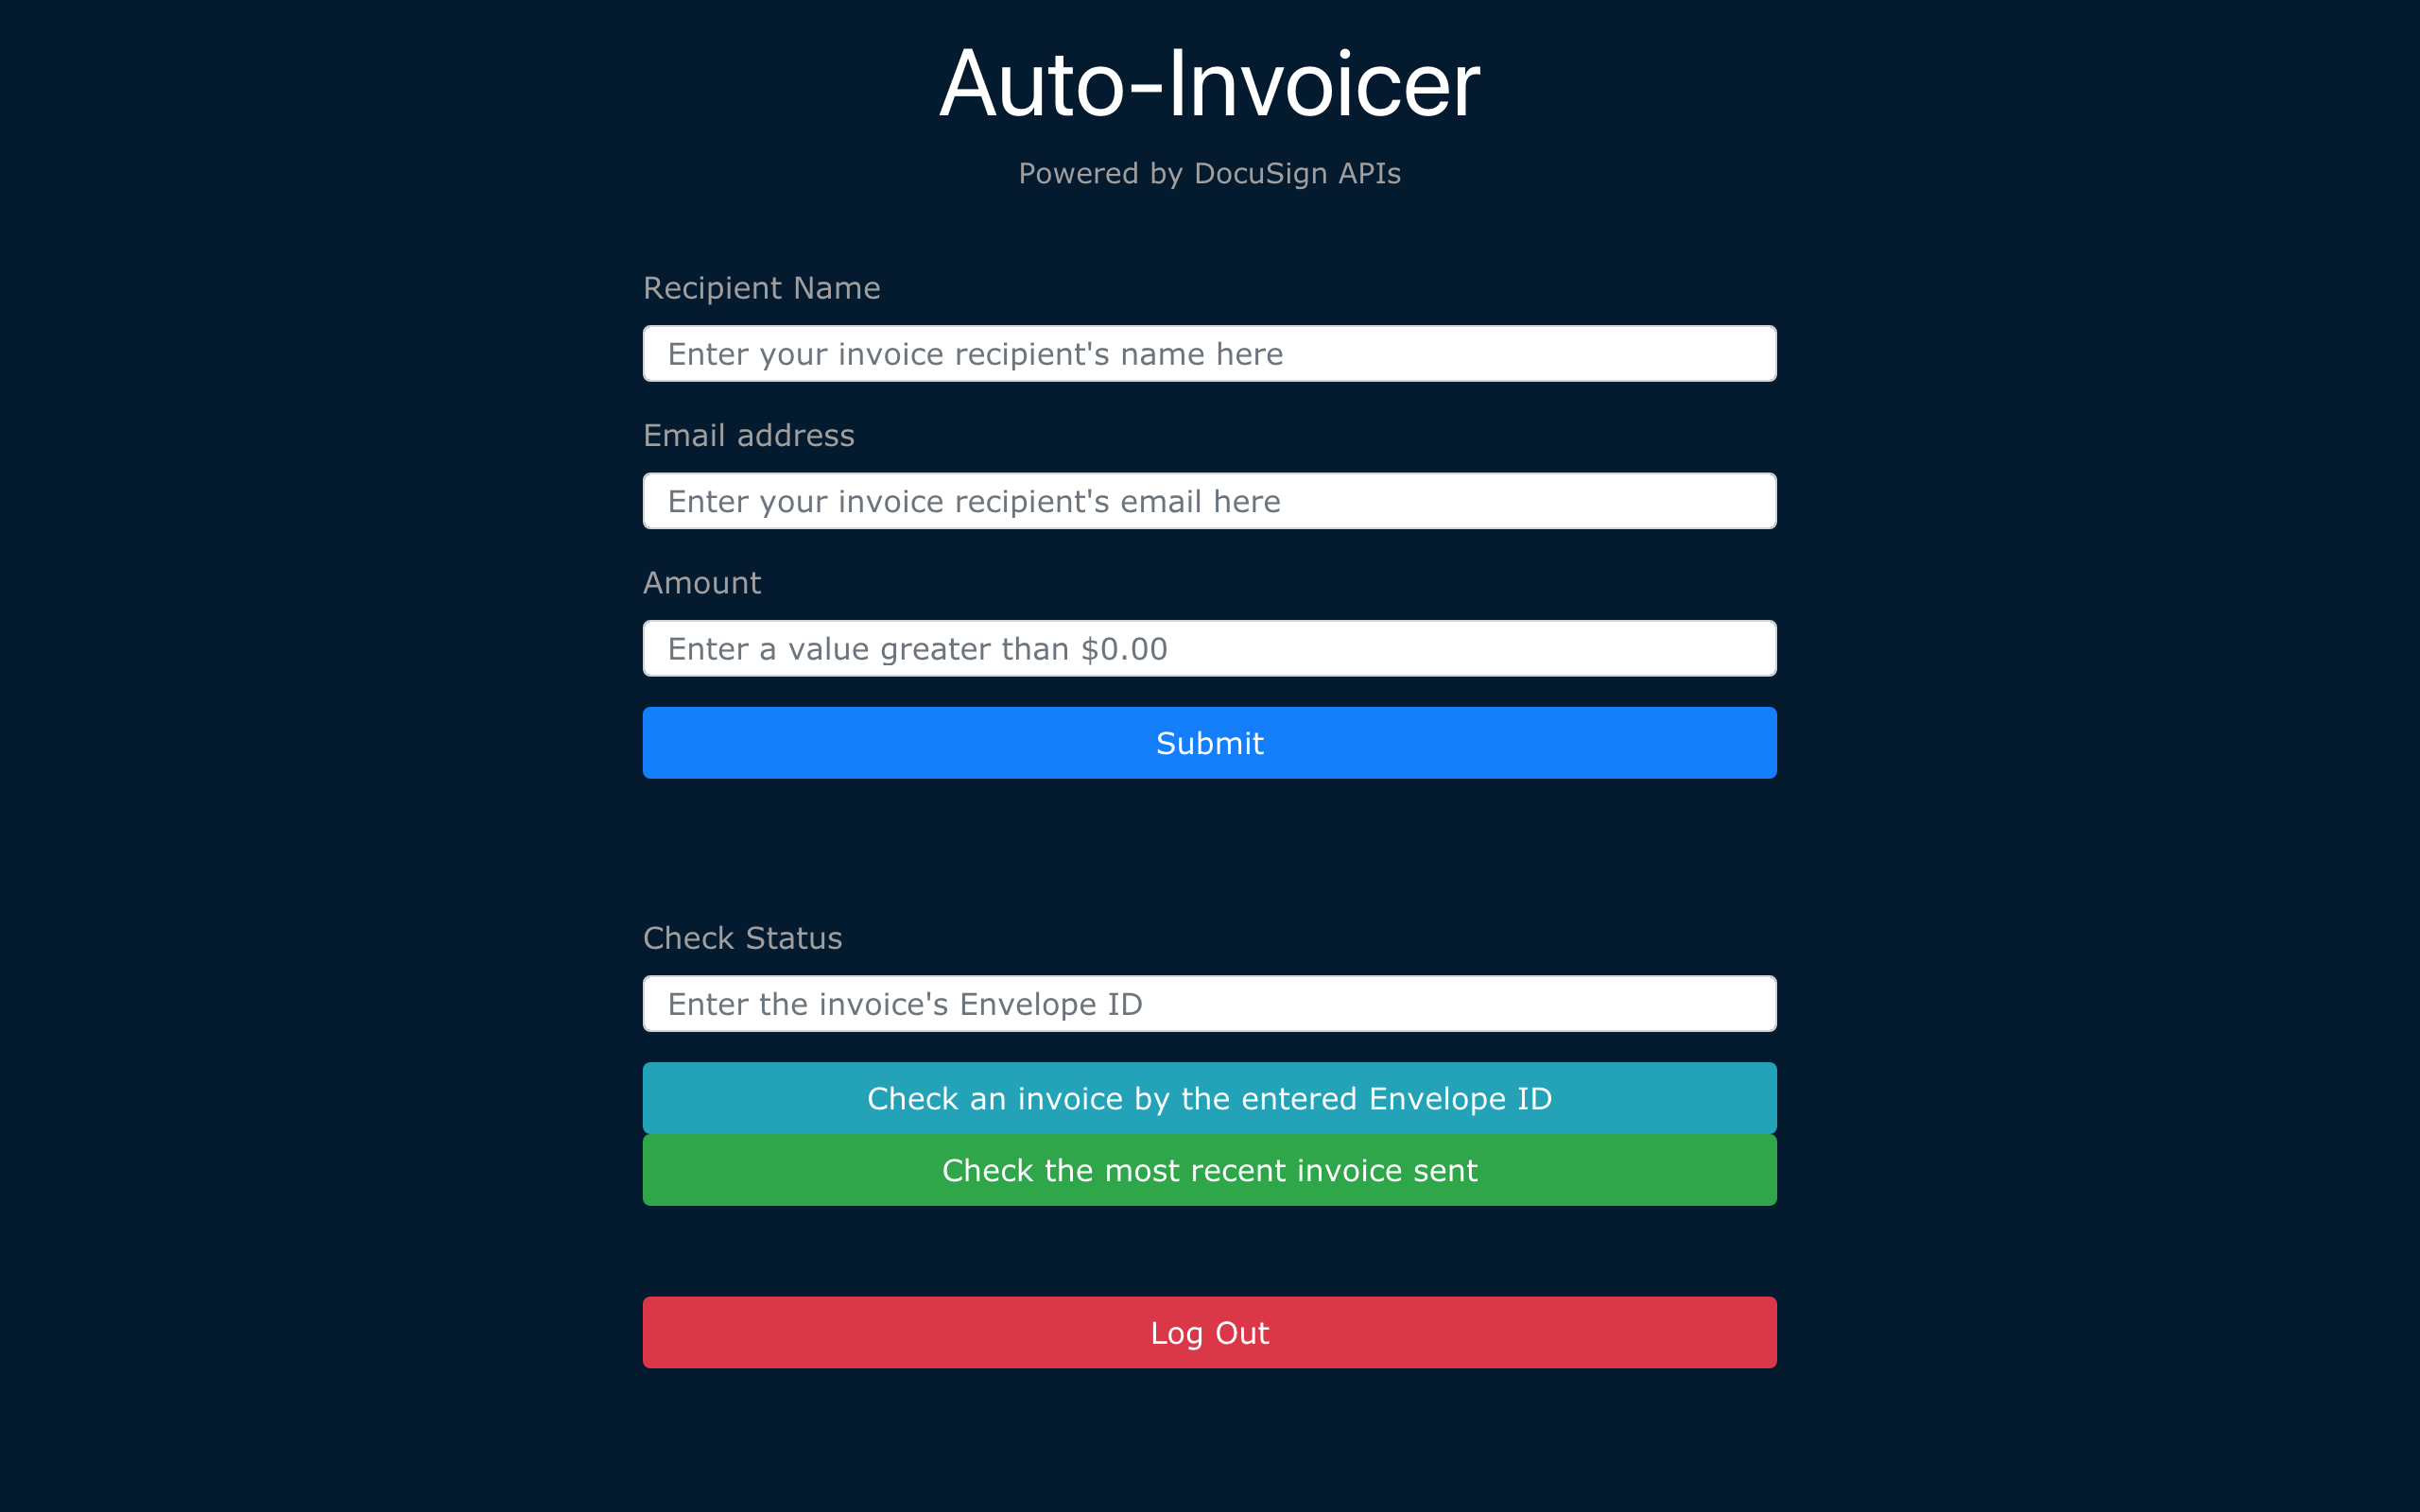 Auto-Invoicer
Powered by DocuSign APIs
Recipient Name
Enter your invoice recipient's name here
Email address
Enter your invoice recipient's email here
Amount
Enter a value greater than $0.00
Submit
Check Status
Enter the invoice's Envelope ID
Check an invoice by the entered Envelope ID
Check the most recent invoice sent
Log Out